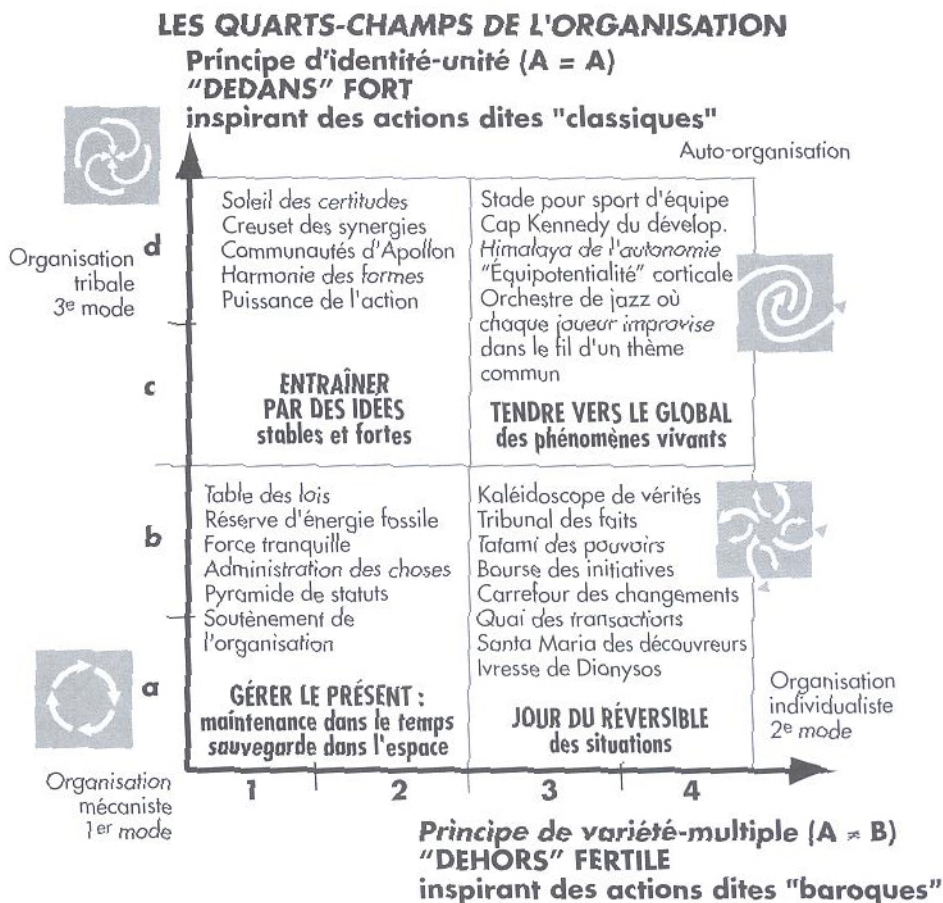 LES QUARTS-CHAMPS DE L'ORGANISATION
Principe d'identité-unité (A = A)
"DEDANS" FORT
inspirant des actions dites "classiques"
Auto-organisation
Organisation
tribale
3e mode
d
c
b
a
Soleil des certitudes
Creuset des synergies
Communautés d'Apollon
Harmonie des formes
Puissance de l'action
ENTRAÎNER
PAR DES IDÉES
stables et fortes
Stade pour sport d'équipe
Cap Kennedy du dévelop.
Himalaya de l'autonomie
"Équipotentialité" corticale
Orchestre de jazz où
chaque joueur improvise
dans le fil d'un thème
commun
TENDRE VERS LE GLOBAL
des phénomènes vivants
Table des lois
Réserve d'énergie fossile
Force tranquille
Administration des choses
Pyramide de statuts
Soutènement de
l'organisation
GÉRER LE PRÉSENT :
maintenance dans le temps
sauvegarde dans l'espace
Kaléidoscope de vérités
Tribunal des faits
Tatami des pouvoirs
Bourse des initiatives
Carrefour des changements
Quai des transactions
Santa Maria des découvreurs
Ivresse de Dionysos
JOUR DU RÉVERSIBLE
des situations
Organisation
individualiste
2e mode
Organisation
mécaniste
1er mode
1 2 3 4
Principe de variété-multiple (A ≠ B)
"DEHORS" FERTILE
inspirant des actions dites "baroques"